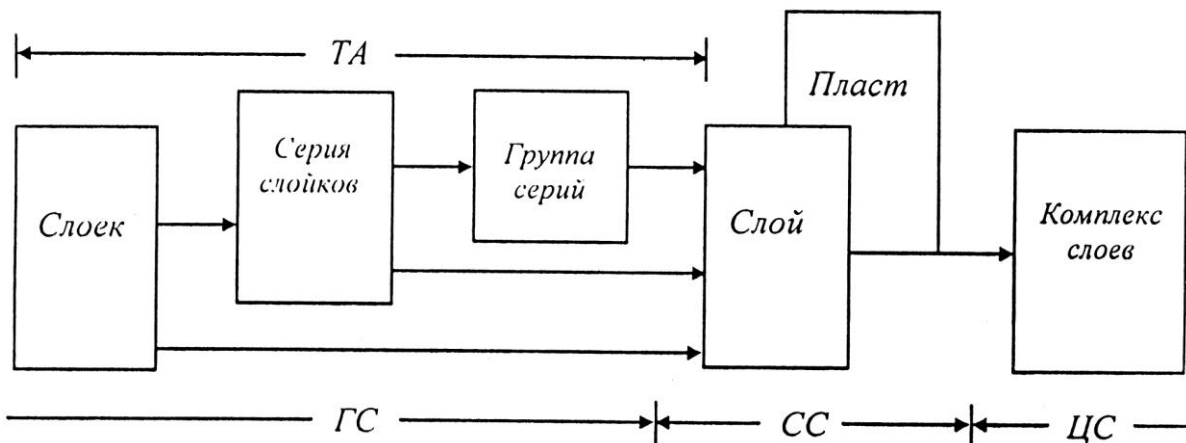 ТА
Пласт
Серия
слойков
Группа
серий
Слоек
Слой
Комплекс
слоев
ГС
СС
ЦС